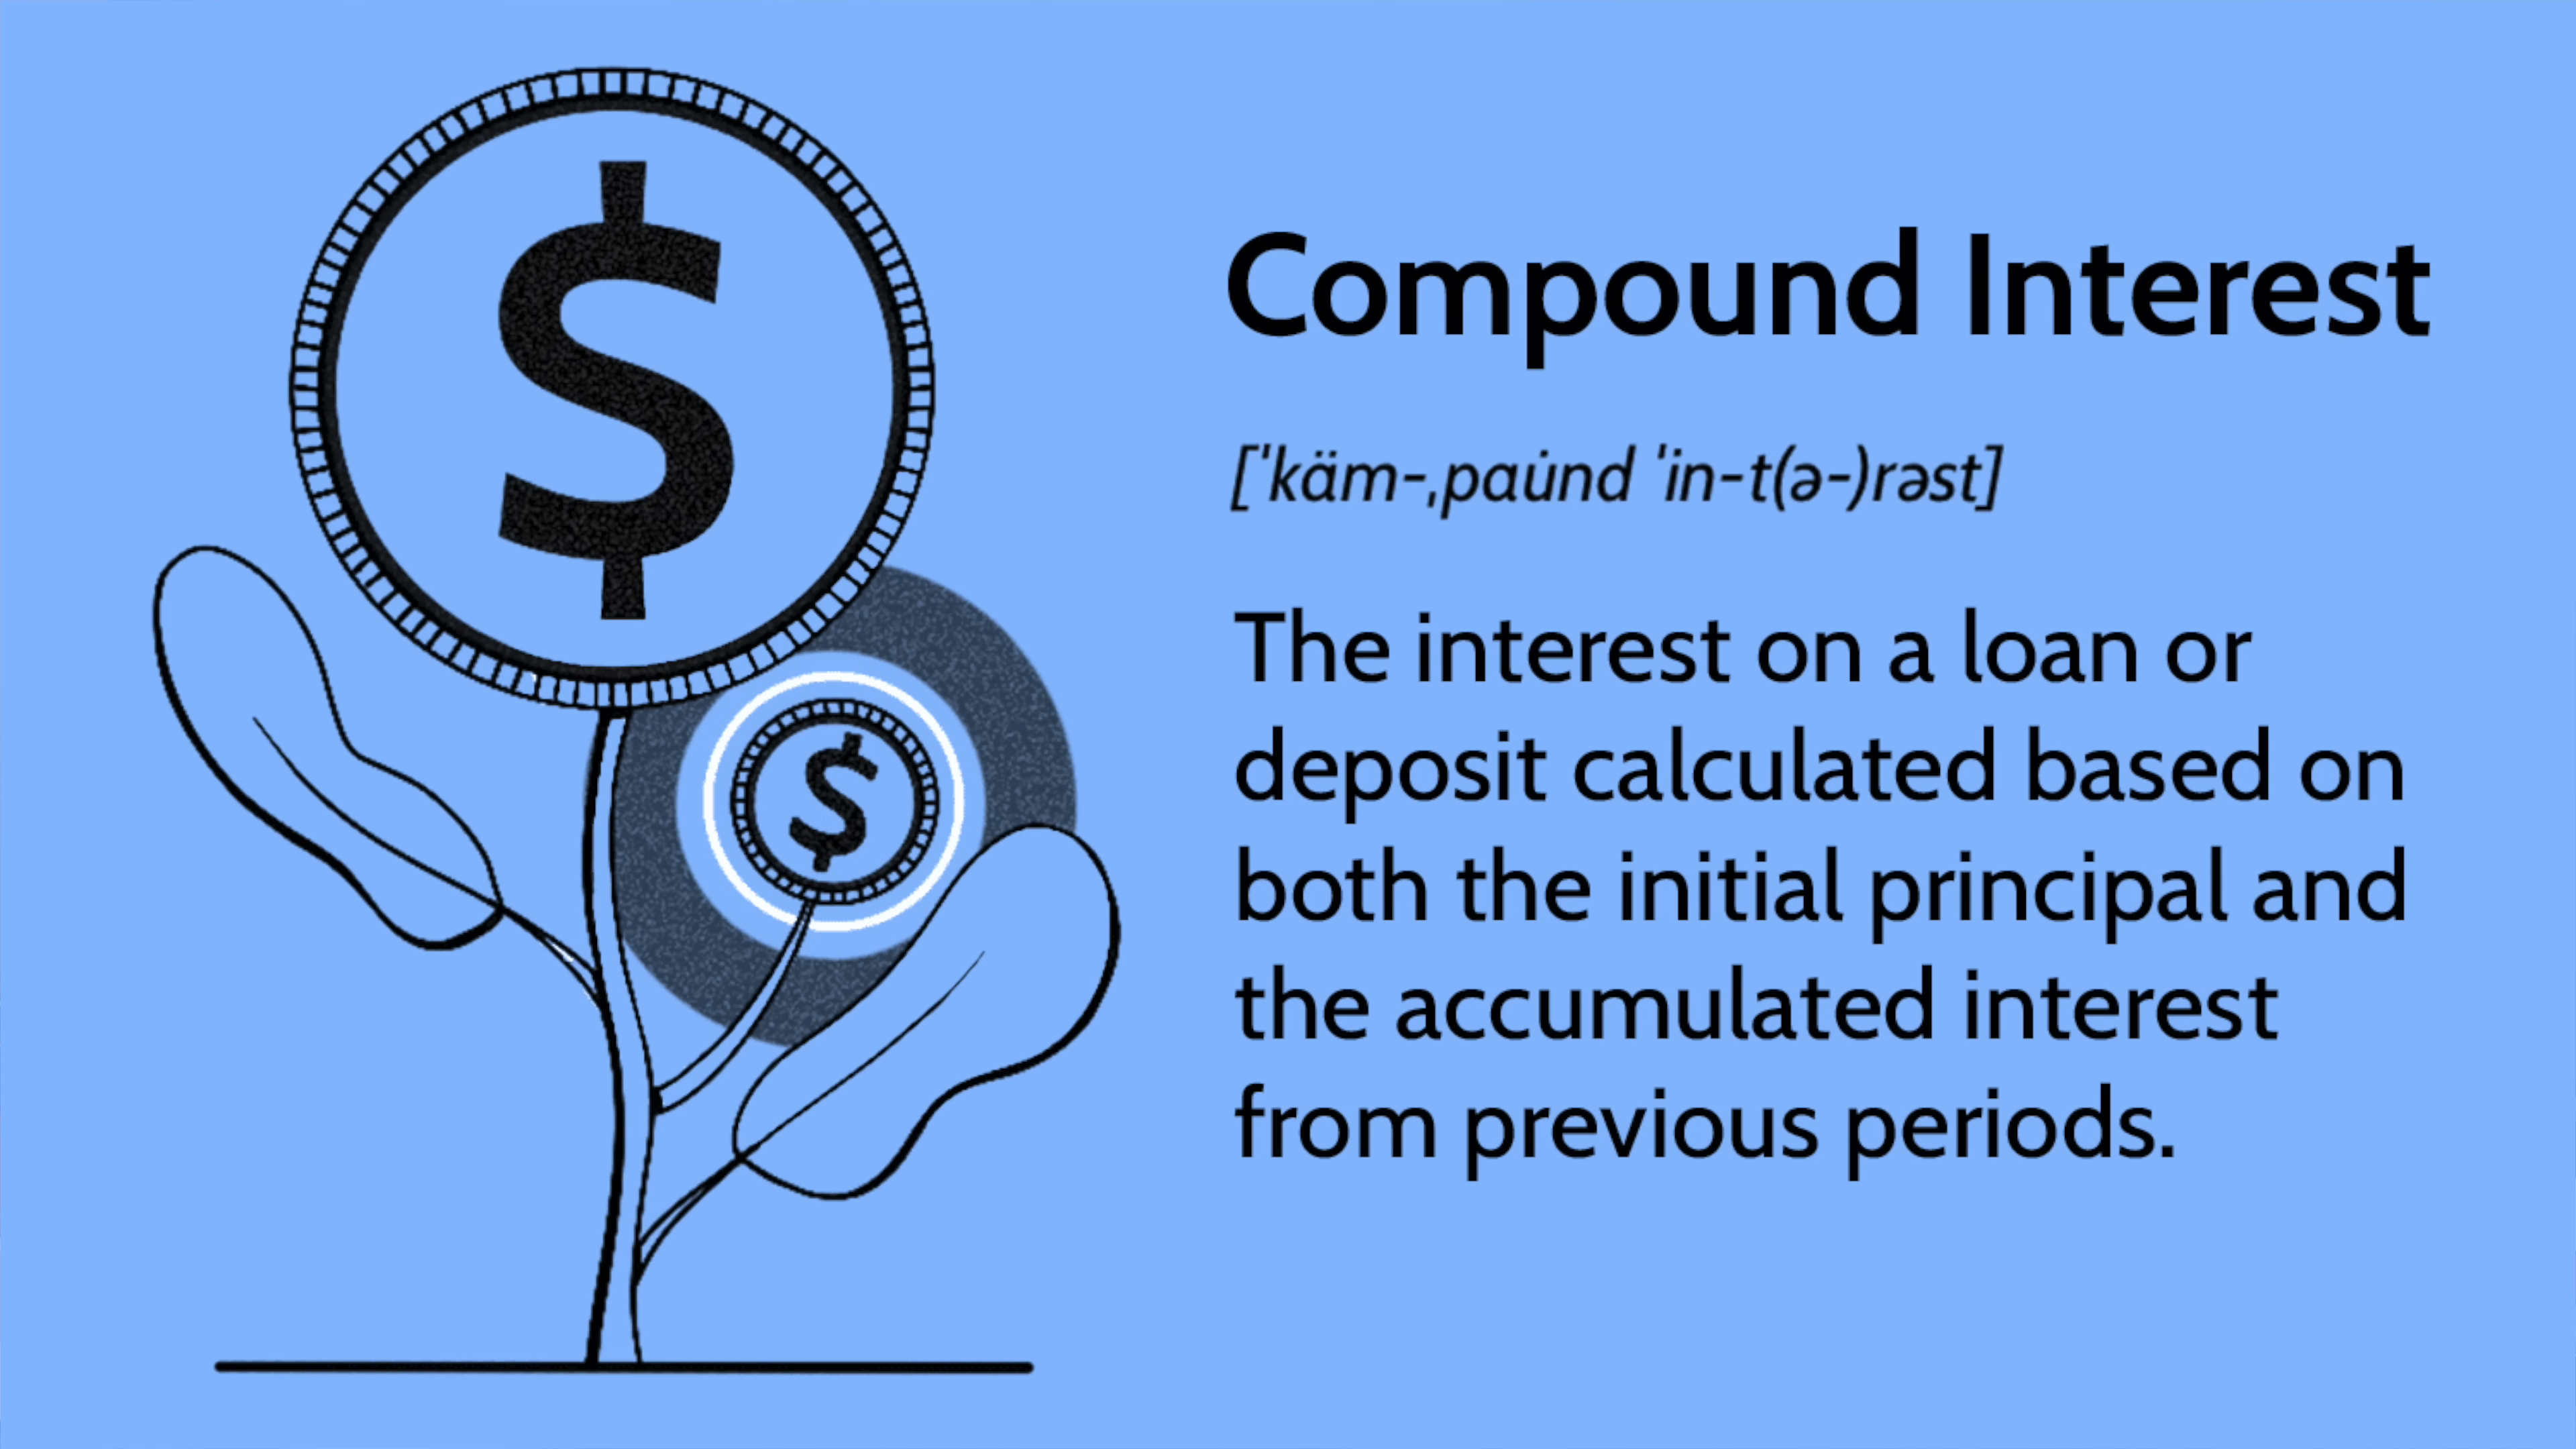 $
$
Compound Interest
[ˈkäm-ˌpau̇nd ˈin-t(ə-)rəst]
The interest on a loan or
deposit calculated based on
both the initial principal and
the accumulated interest
from previous periods.